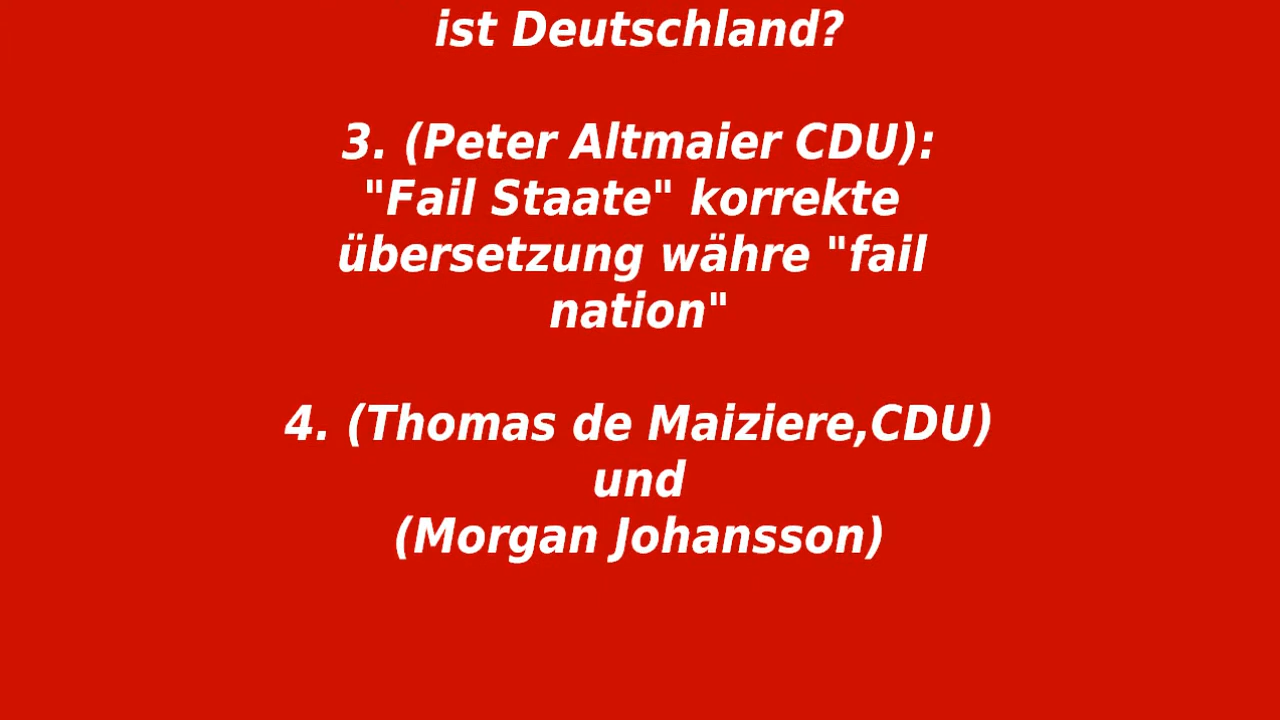 ist Deutschland?
3. (Peter Altmaier CDU):
"Fail Staate" korrekte
übersetzung währe "fail
nation"
4. (Thomas de Maiziere,CDU)
und
(Morgan Johansson)